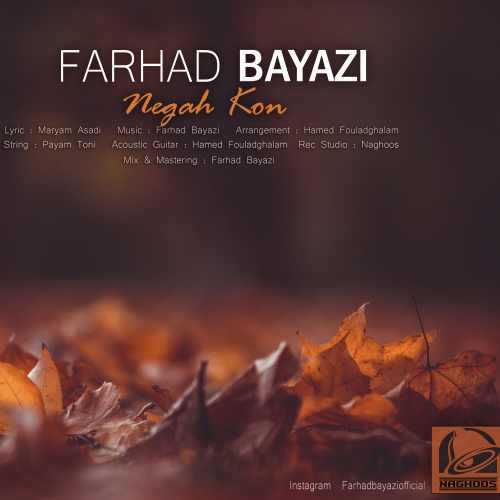 FARHAD BAYAZI
Negah Kon
Lyric : Maryam Asadi Music : Farhad Bayazi Arrangement : Hamed Fouladghalam
String : Payam Toni Acoustic Guitar : Hamed Fouladghalam Rec Studio : Naghoos
Mix & Mastering : Farhad Bayazi
NAGHOOS
Instagram Farhadbayaziofficial